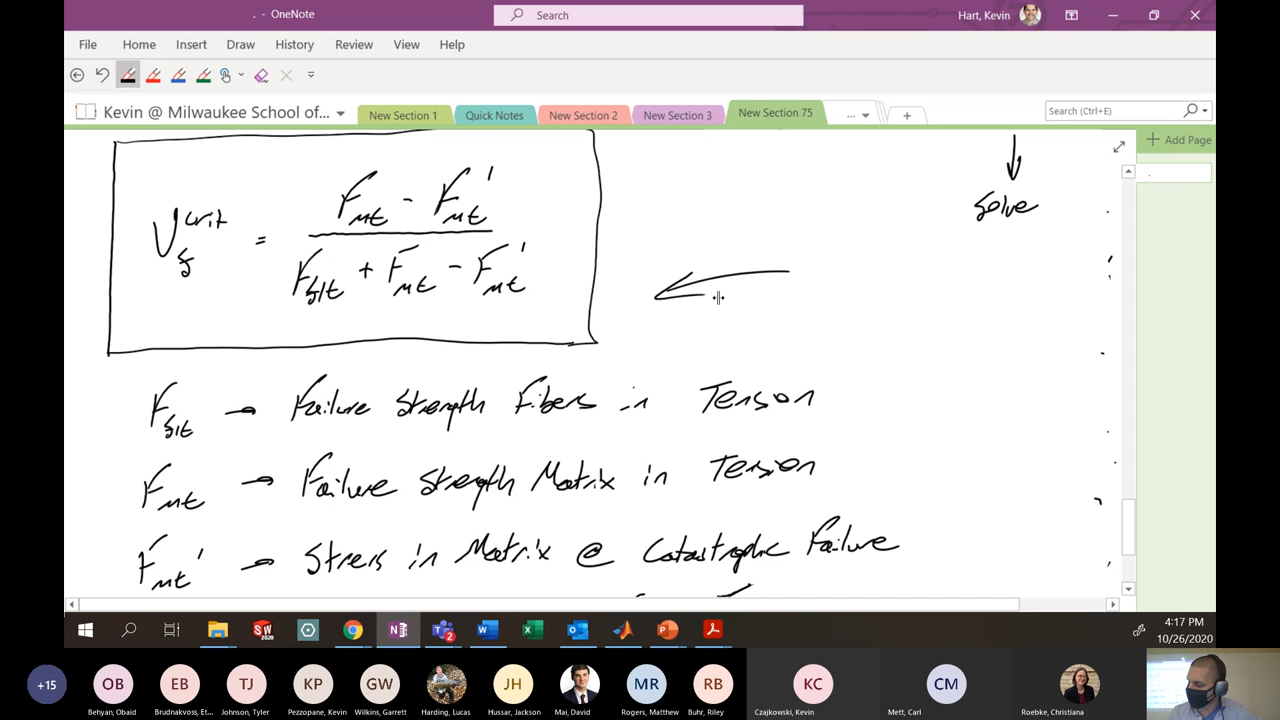 . - OneNote
Search
Hart, Kevin
File Home Insert Draw History Review View Help
Kevin @ Milwaukee School of...
New Section 1 Quick Notes New Section 2 New Section 3 New Section 75 ...
Search (Ctrl+E)
Add Page
.
solve
V_f^crit = (F_mt - F_mt') / (F_ft + F_mt - F_mt')
F_ft → Failure Strength Fibers in Tension
F_mt → Failure Strength Matrix in Tension
F_mt' → Stress in Matrix @ Catastrophic Failure
SW 2020
4:17 PM
10/26/2020
+15 OB EB TJ KP GW JH MR RB KC CM
Behyan, Obaid Brudnakvoss, Et... Johnson, Tyler Pezzopane, Kevin Wilkins, Garrett Harding, Lucas Hussar, Jackson Mai, David Rogers, Matthew Buhr, Riley Czajkowski, Kevin Mett, Carl Roebke, Christiana